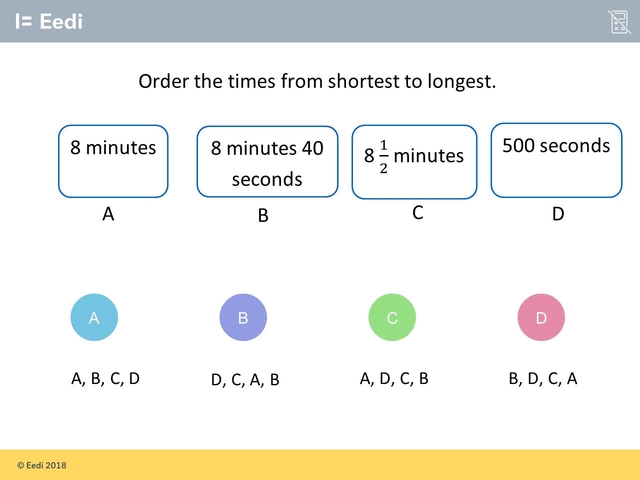 I= Eedi
Order the times from shortest to longest.
8 minutes
8 minutes 40
seconds
8 1/2 minutes
500 seconds
A
B
C
D
A
B
C
D
A, B, C, D
D, C, A, B
A, D, C, B
B, D, C, A
© Eedi 2018